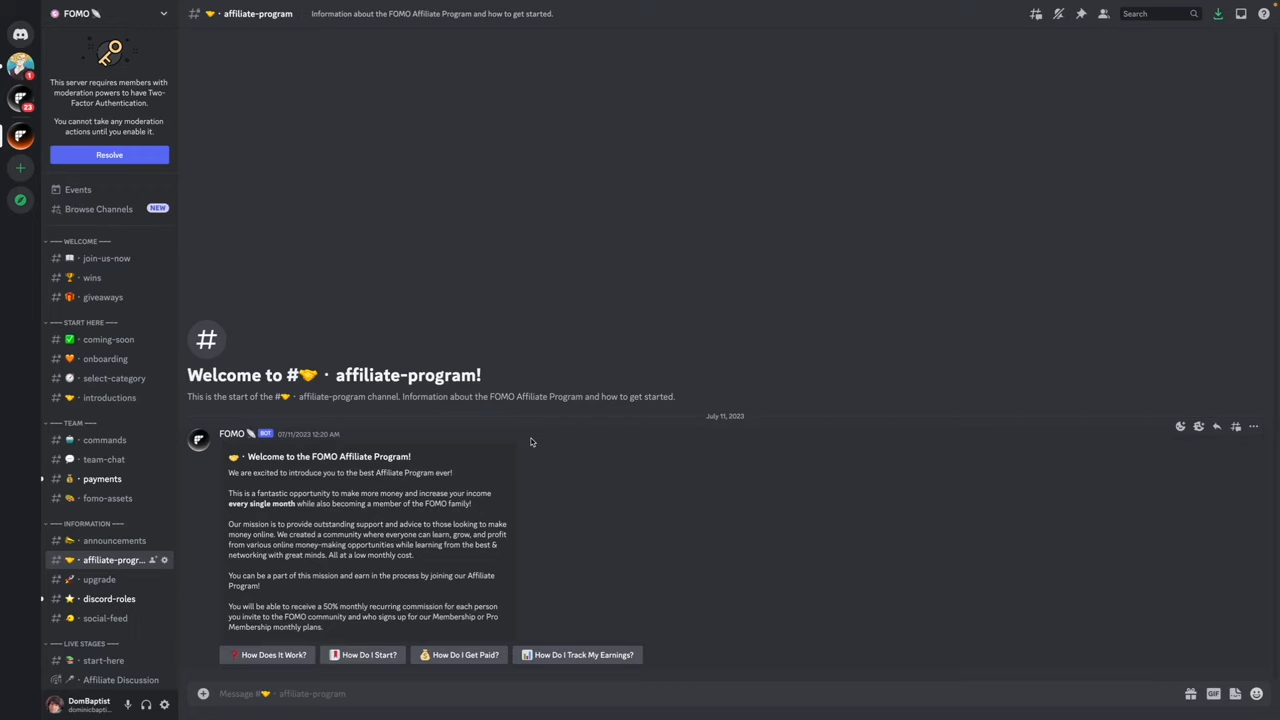 FOMO
affiliate-program
Information about the FOMO Affiliate Program and how to get started.
Search
This server requires members with
moderation powers to have Two-
Factor Authentication.
You cannot take any moderation
actions until you enable it.
Resolve
Events
Browse Channels
NEW
WELCOME
join-us-now
wins
giveaways
START HERE
coming-soon
onboarding
select-category
introductions
TEAM
commands
team-chat
payments
fomo-assets
INFORMATION
announcements
affiliate-progr...
upgrade
discord-roles
social-feed
LIVE STAGES
start-here
Affiliate Discussion
DomBaptist
dominicbapti...
1
23
Welcome to #🤝・affiliate-program!
This is the start of the #🤝・affiliate-program channel. Information about the FOMO Affiliate Program and how to get started.
July 11, 2023
FOMO BOT 07/11/2023 12:20 AM
🤝・Welcome to the FOMO Affiliate Program!
We are excited to introduce you to the best Affiliate Program ever!
This is a fantastic opportunity to make more money and increase your income
every single month while also becoming a member of the FOMO family!
Our mission is to provide outstanding support and advice to those looking to make
money online. We created a community where everyone can learn, grow, and profit
from various online money-making opportunities while learning from the best &
networking with great minds. All at a low monthly cost.
You can be a part of this mission and earn in the process by joining our Affiliate
Program!
You will be able to receive a 50% monthly recurring commission for each person
you invite to the FOMO community and who signs up for our Membership or Pro
Membership monthly plans.
How Does It Work?
How Do I Start?
How Do I Get Paid?
How Do I Track My Earnings?
Message #🤝・affiliate-program
GIF